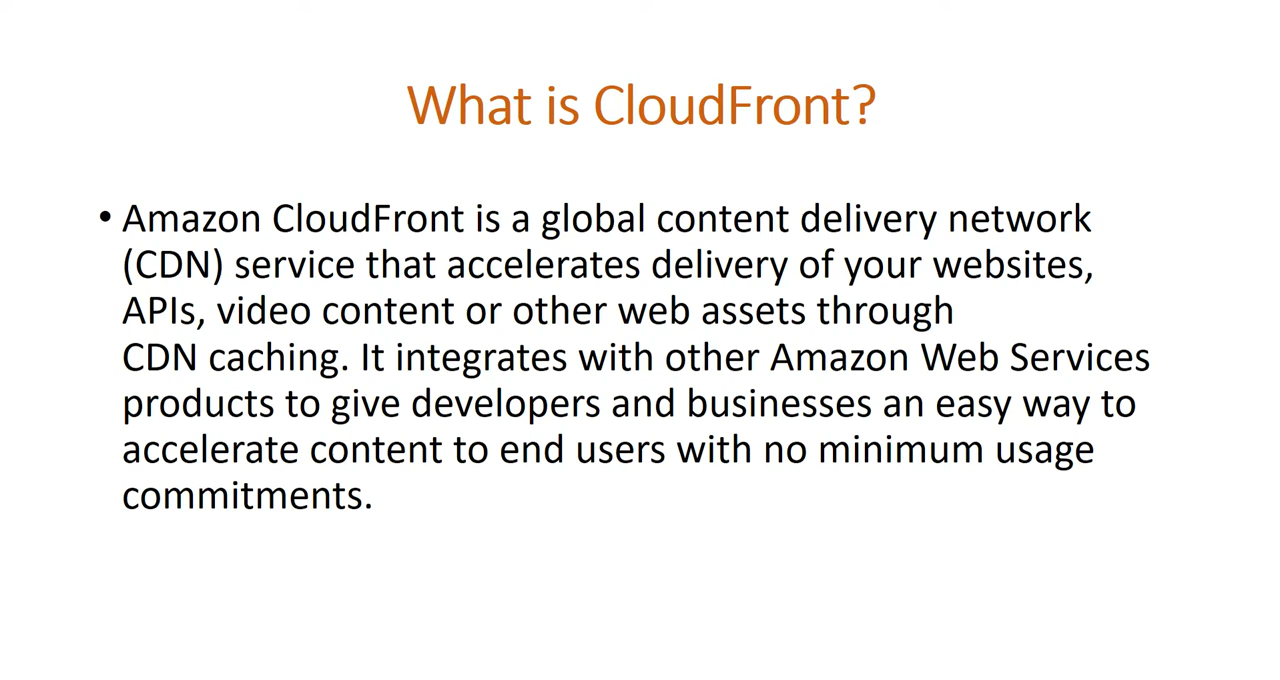 What is CloudFront?
• Amazon CloudFront is a global content delivery network
(CDN) service that accelerates delivery of your websites,
APIs, video content or other web assets through
CDN caching. It integrates with other Amazon Web Services
products to give developers and businesses an easy way to
accelerate content to end users with no minimum usage
commitments.